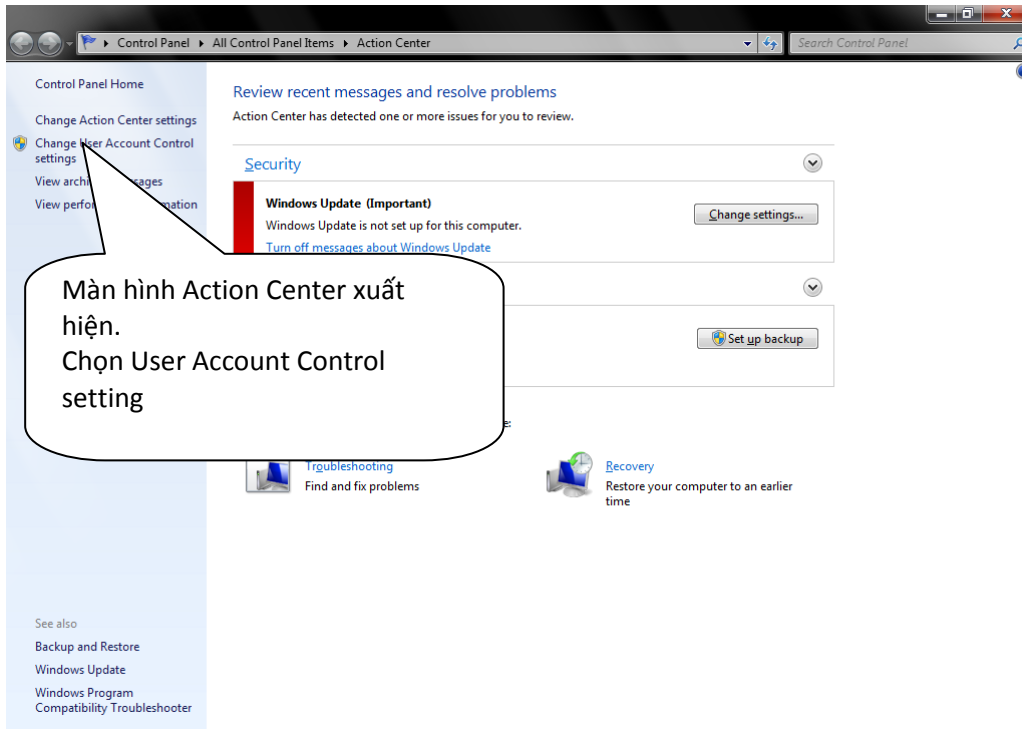 Control Panel All Control Panel Items Action Center
Search Control Panel
Control Panel Home
Change Action Center settings
Change User Account Control
settings
View
View
See also
Backup and Restore
Windows Update
Windows Program
Compatibility Troubleshooter
Review recent messages and resolve problems
Action Center has detected one or more issues for you to review.
Security
Windows Update (Important)
Windows Update is not set up for this computer.
Turn off messages about Windows Update
Change settings...
Màn hình Action Center xuất
hiện.
Chọn User Account Control
setting
Set up backup
Troubleshooting
Find and fix problems
Recovery
Restore your computer to an earlier
time